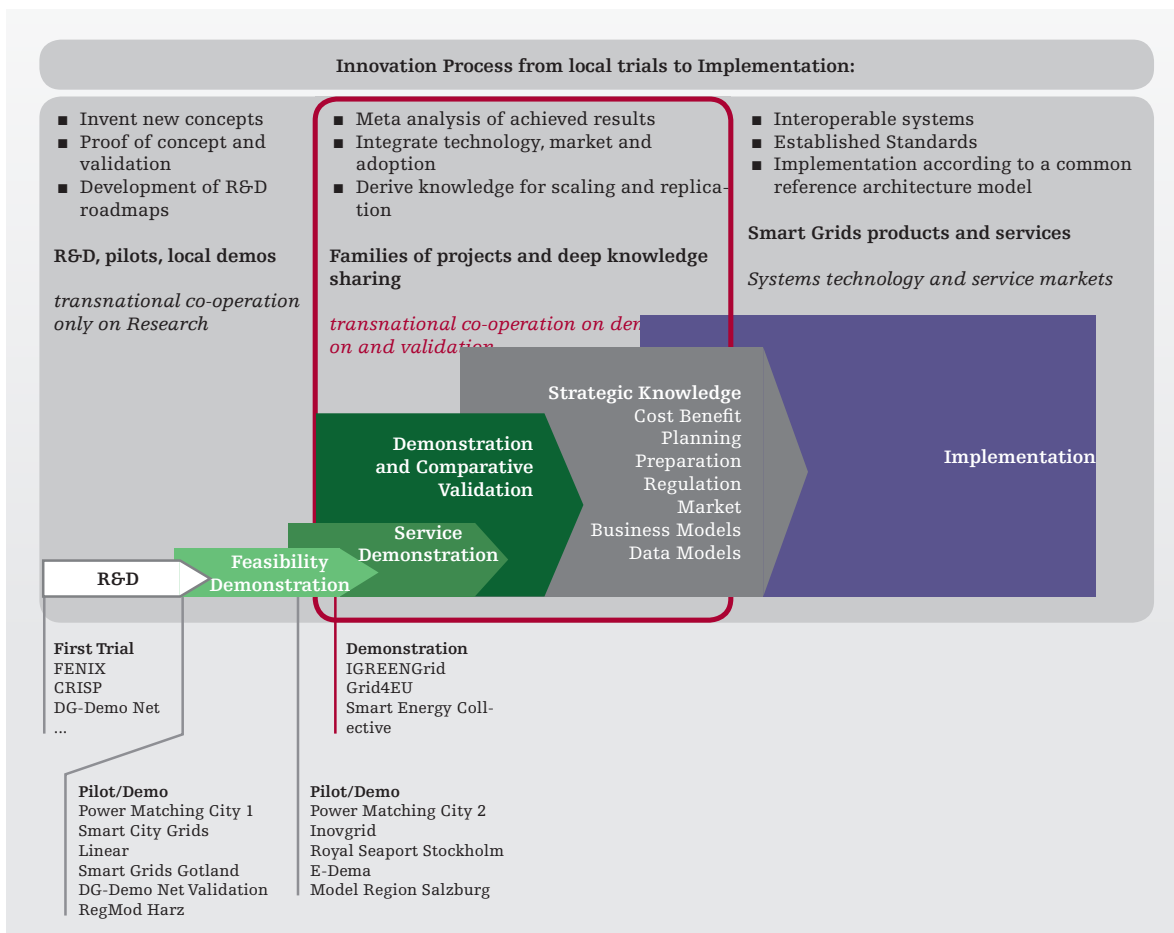 Innovation Process from local trials to Implementation:
■ Invent new concepts
■ Proof of concept and
validation
■ Development of R&D
roadmaps
R&D, pilots, local demos
transnational co-operation
only on Research
■ Meta analysis of achieved results
■ Integrate technology, market and
adoption
■ Derive knowledge for scaling and replica-
tion
Families of projects and deep knowledge
sharing
transnational co-operation on
on and validation
■ Interoperable systems
■ Established Standards
■ Implementation according to a common
reference architecture model
Smart Grids products and services
Systems technology and service markets
R&D
Feasibility
Demonstration
Service
Demonstration
Demonstration
and Comparative
Validation
Strategic Knowledge
Cost Benefit
Planning
Preparation
Regulation
Market
Business Models
Data Models
Implementation
First Trial
FENIX
CRISP
DG-Demo Net
...
Demonstration
IGREENGrid
Grid4EU
Smart Energy Coll-
ective
Pilot/Demo
Power Matching City 1
Smart City Grids
Linear
Smart Grids Gotland
DG-Demo Net Validation
RegMod Harz
Pilot/Demo
Power Matching City 2
Inovgrid
Royal Seaport Stockholm
E-Dema
Model Region Salzburg